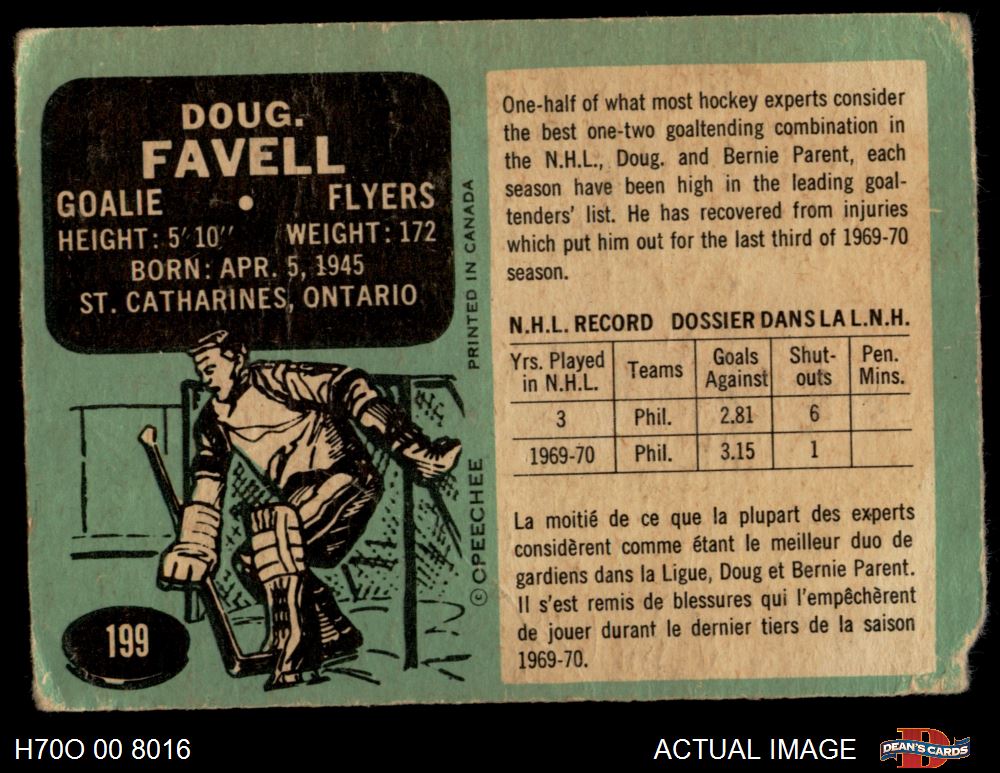 DOUG.
FAVELL
GOALIE • FLYERS
HEIGHT: 5' 10" WEIGHT: 172
BORN: APR. 5, 1945
ST. CATHARINES, ONTARIO
PRINTED IN CANADA
©OPEECHEE
199
One-half of what most hockey experts consider
the best one-two goaltending combination in
the N.H.L., Doug. and Bernie Parent, each
season have been high in the leading goal-
tenders' list. He has recovered from injuries
which put him out for the last third of 1969-70
season.
N.H.L. RECORD DOSSIER DANS LA L.N.H.
Yrs. Played Goals Shut- Pen.
in N.H.L. Teams Against outs Mins.
3 Phil. 2.81 6
1969-70 Phil. 3.15 1
La moitié de ce que la plupart des experts
considèrent comme étant le meilleur duo de
gardiens dans la Ligue, Doug et Bernie Parent.
Il s'est remis de blessures qui l'empêchèrent
de jouer durant le dernier tiers de la saison
1969-70.
H70O 00 8016
ACTUAL IMAGE
D
DEAN'S CARDS